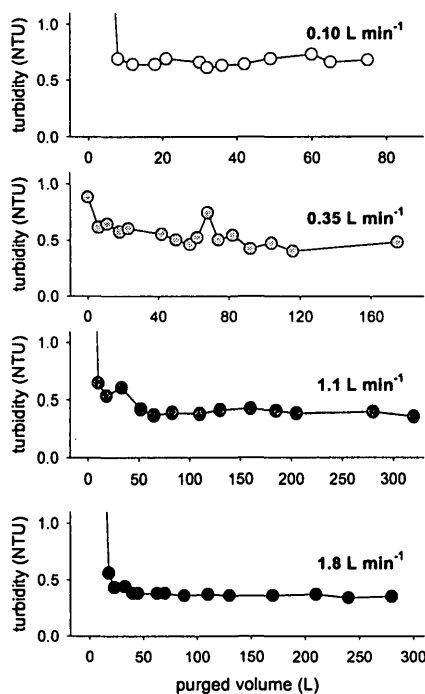 0.10 L min⁻¹
turbidity (NTU)
1.0
0.5
0.0
0 20 40 60 80
0.35 L min⁻¹
turbidity (NTU)
1.0
0.5
0.0
0 40 80 120 160
1.1 L min⁻¹
turbidity (NTU)
1.0
0.5
0.0
0 50 100 150 200 250 300
1.8 L min⁻¹
turbidity (NTU)
1.0
0.5
0.0
0 50 100 150 200 250 300
purged volume (L)